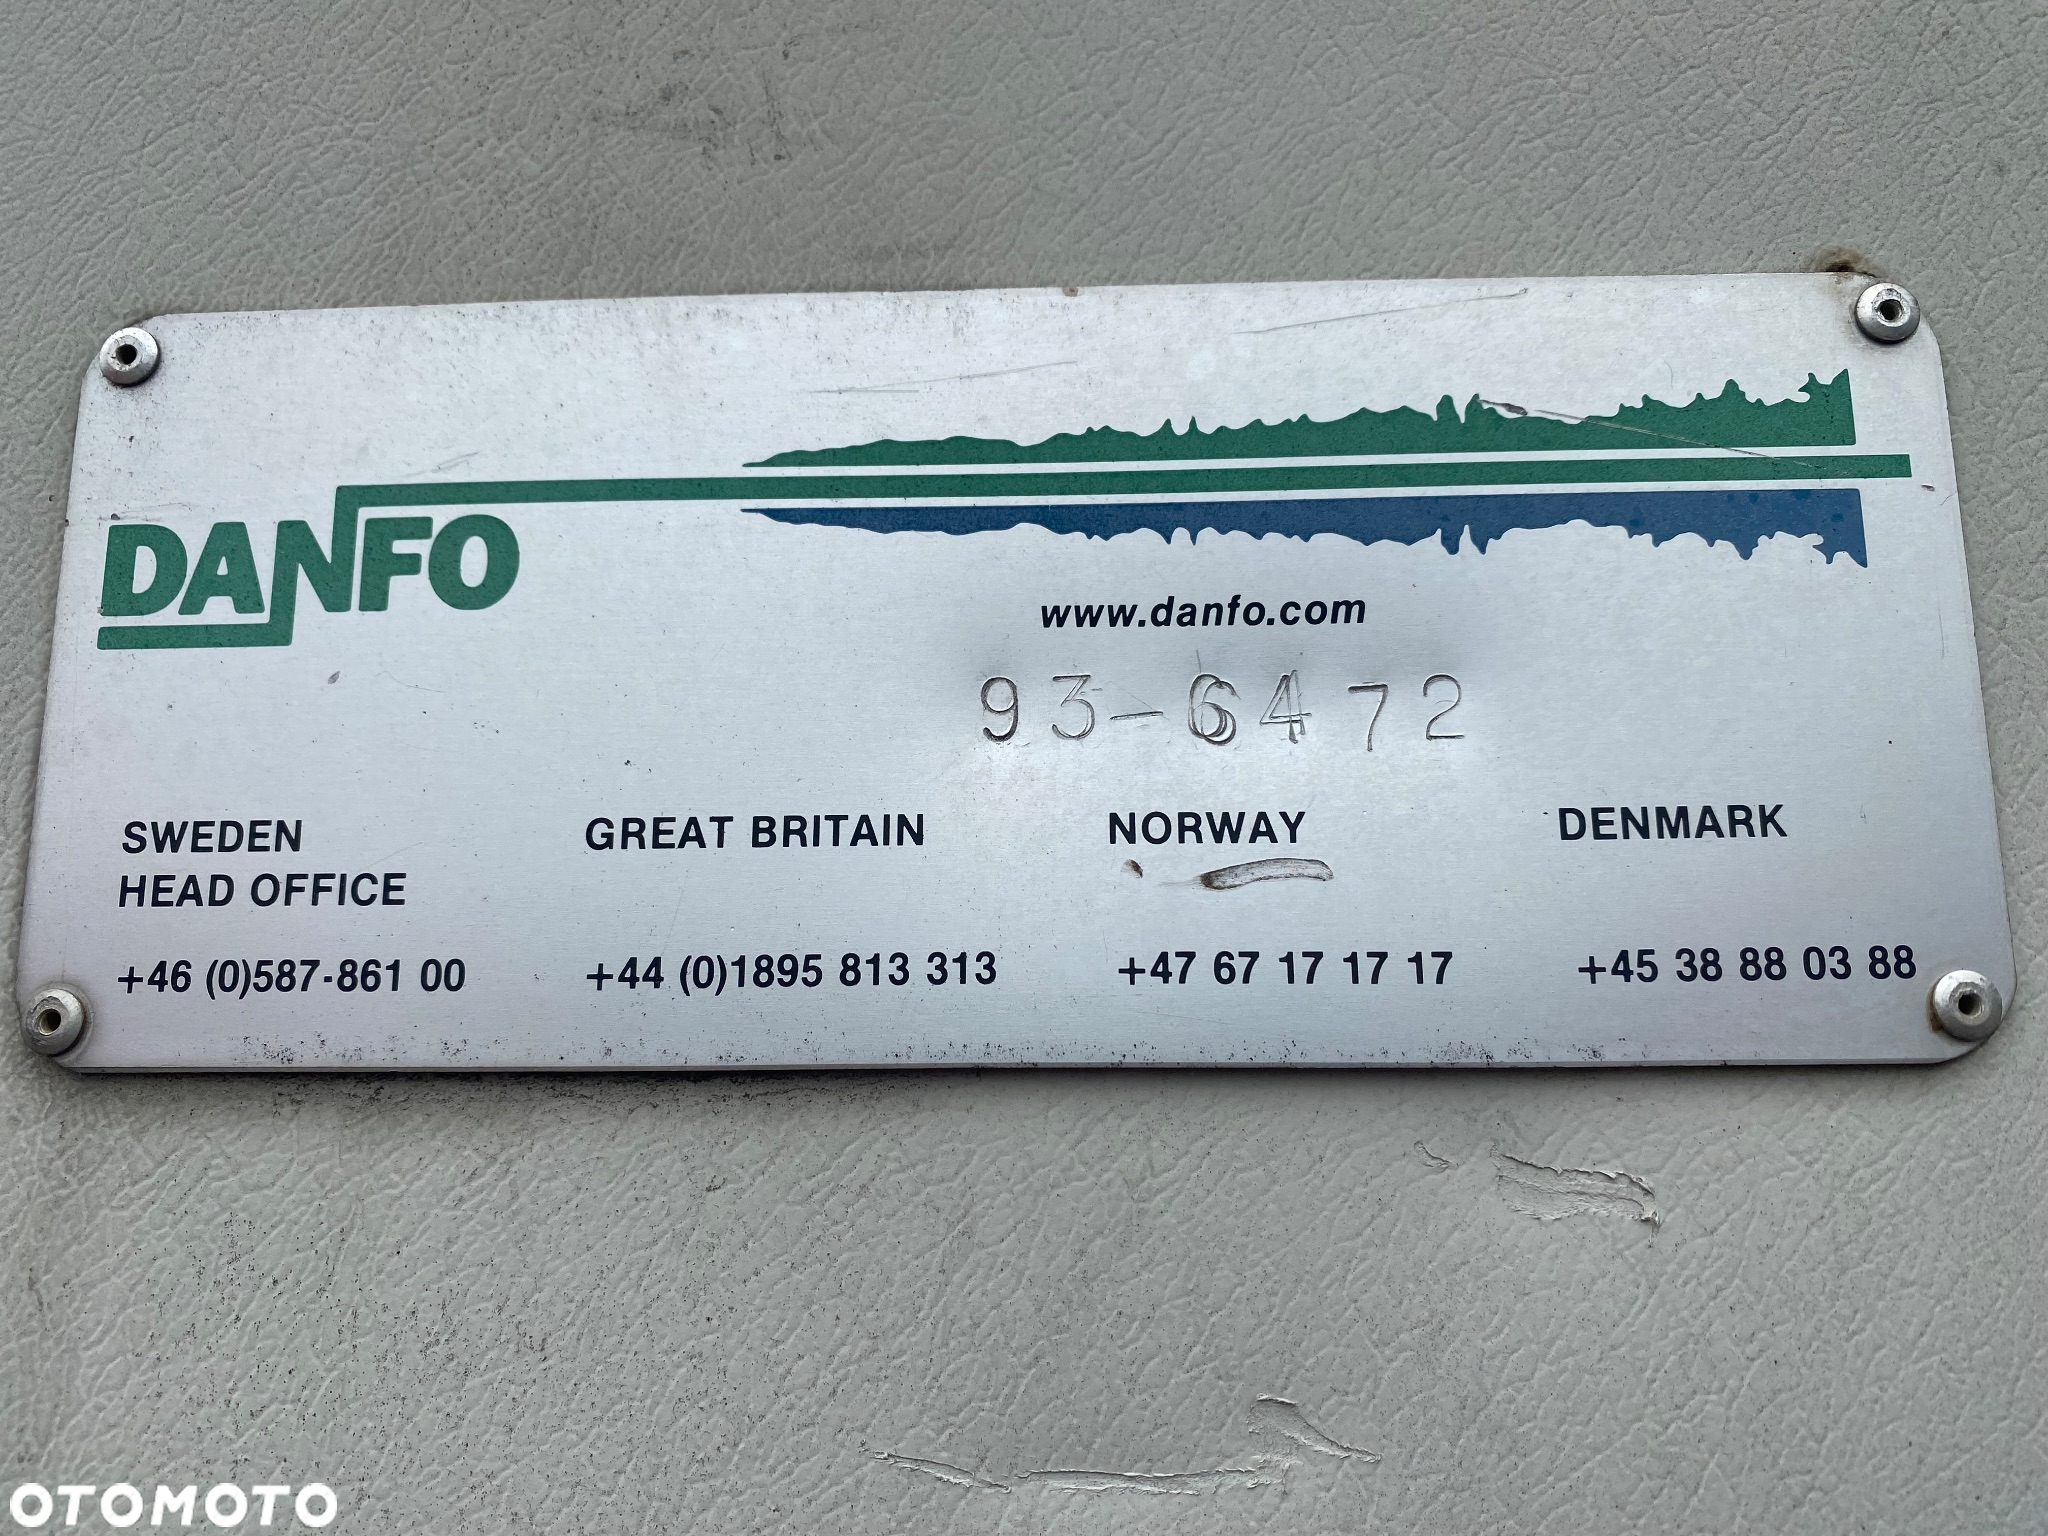 DANFO
www.danfo.com
93-6472
SWEDEN
HEAD OFFICE
+46 (0)587-861 00
GREAT BRITAIN
+44 (0)1895 813 313
NORWAY
+47 67 17 17 17
DENMARK
+45 38 88 03 88
OTOMOTO